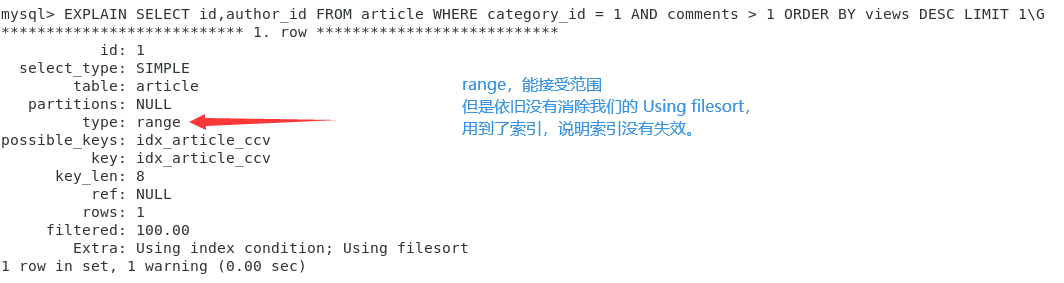 mysql> EXPLAIN SELECT id,author_id FROM article WHERE category_id = 1 AND comments > 1 ORDER BY views DESC LIMIT 1\G
*************************** 1. row ***************************
id: 1
select_type: SIMPLE
table: article
partitions: NULL
type: range
possible_keys: idx_article_ccv
key: idx_article_ccv
key_len: 8
ref: NULL
rows: 1
filtered: 100.00
Extra: Using index condition; Using filesort
1 row in set, 1 warning (0.00 sec)
range，能接受范围
但是依旧没有消除我们的 Using filesort，
用到了索引，说明索引没有失效。